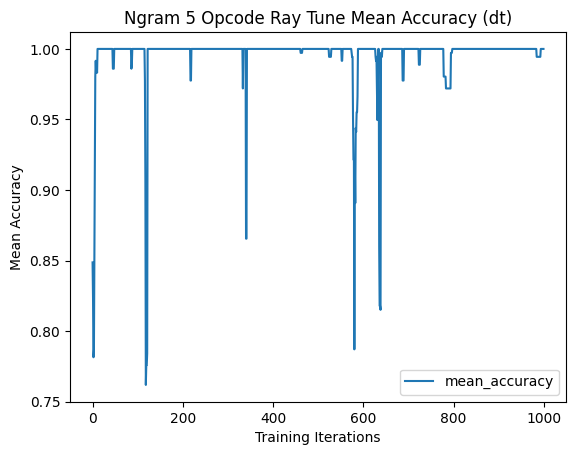 Ngram 5 Opcode Ray Tune Mean Accuracy (dt)
1.00
0.95
0.90
0.85
0.80
0.75
Mean Accuracy
mean_accuracy
0 200 400 600 800 1000
Training Iterations